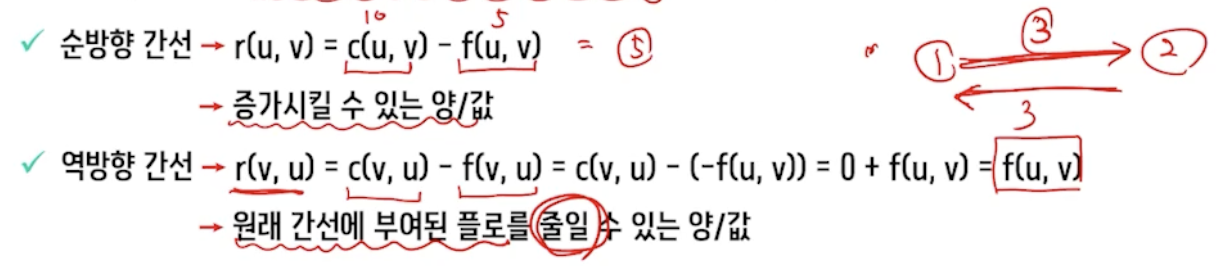 10 5
✓ 순방향 간선 → r(u, v) = c(u, v) − f(u, v) = ⑤
① ③ ②
3
→ 증가시킬 수 있는 양/값
✓ 역방향 간선 → r(v, u) = c(v, u) − f(v, u) = c(v, u) − (−f(u, v)) = 0 + f(u, v) = f(u, v)
→ 원래 간선에 부여된 플로를 줄일 수 있는 양/값